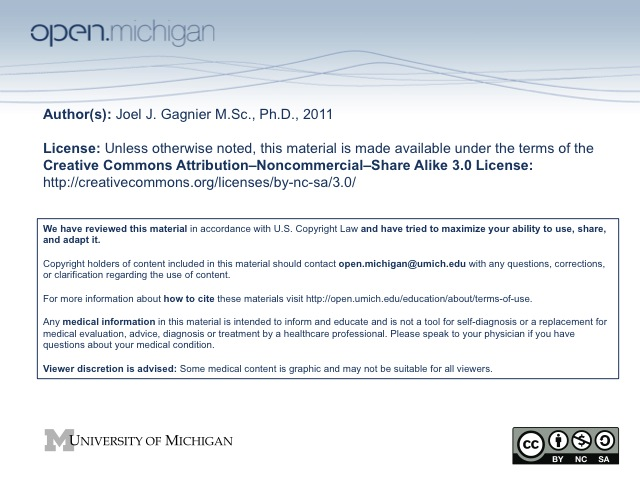 open.michigan
Author(s): Joel J. Gagnier M.Sc., Ph.D., 2011
License: Unless otherwise noted, this material is made available under the terms of the
Creative Commons Attribution–Noncommercial–Share Alike 3.0 License:
http://creativecommons.org/licenses/by-nc-sa/3.0/
We have reviewed this material in accordance with U.S. Copyright Law and have tried to maximize your ability to use, share,
and adapt it.
Copyright holders of content included in this material should contact open.michigan@umich.edu with any questions, corrections,
or clarification regarding the use of content.
For more information about how to cite these materials visit http://open.umich.edu/education/about/terms-of-use.
Any medical information in this material is intended to inform and educate and is not a tool for self-diagnosis or a replacement for
medical evaluation, advice, diagnosis or treatment by a healthcare professional. Please speak to your physician if you have
questions about your medical condition.
Viewer discretion is advised: Some medical content is graphic and may not be suitable for all viewers.
M UNIVERSITY OF MICHIGAN
cc
BY NC SA